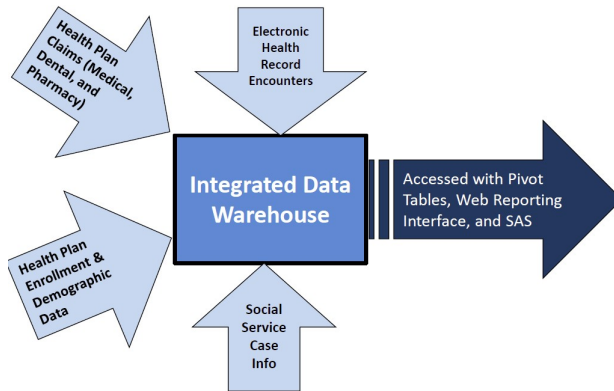 Health Plan
Claims (Medical,
Dental, and
Pharmacy)
Electronic
Health
Record
Encounters
Integrated Data
Warehouse
Accessed with Pivot
Tables, Web Reporting
Interface, and SAS
Health Plan
Enrollment &
Demographic
Data
Social
Service
Case
Info